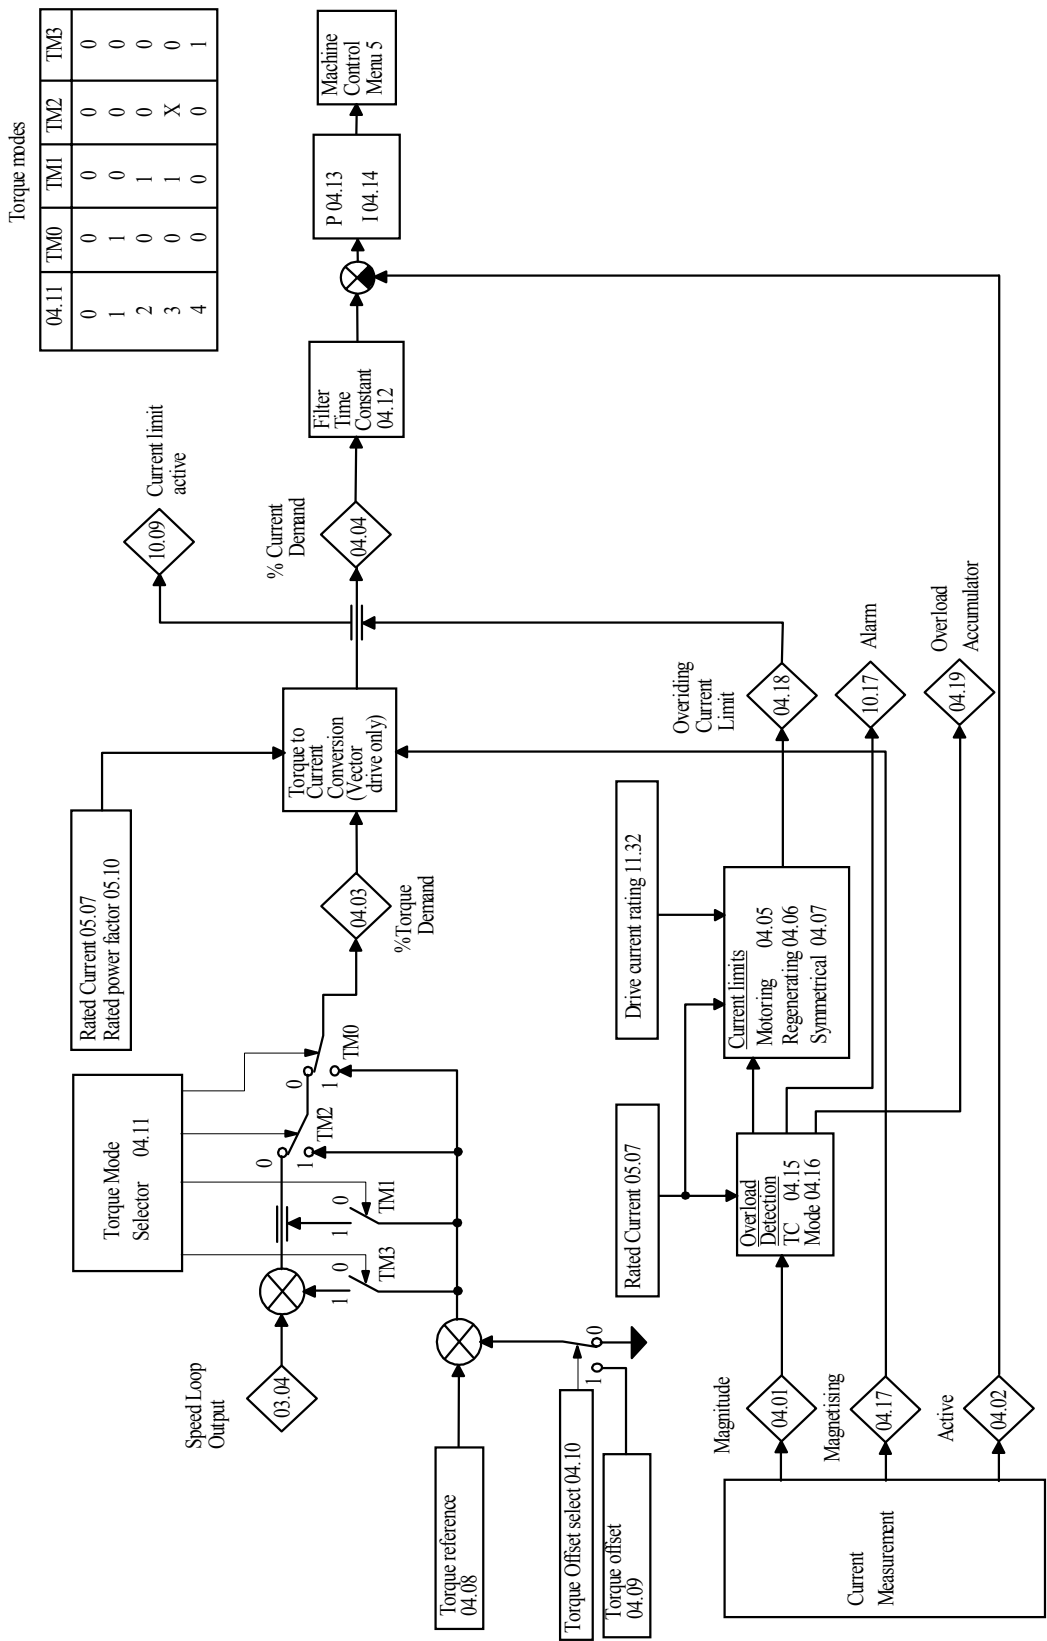 Torque modes
04.11 TM0 TM1 TM2 TM3
0 0 0 0 0
1 1 0 0 0
2 0 1 0 0
3 0 1 X 0
4 0 0 0 1
Torque Mode
Selector 04.11
Rated Current 05.07
Rated power factor 05.10
10.09
Current limit
active
Speed Loop
Output
03.04
0
1
TM3
0
1
TM1
0
1
TM2
0
1
TM0
04.03
%Torque
Demand
Torque to
Current
Conversion
(Vector
drive only)
% Current
Demand
04.04
Filter
Time
Constant
04.12
P 04.13
I 04.14
Machine
Control
Menu 5
Torque reference
04.08
Torque Offset select 04.10
1
0
Torque offset
04.09
Rated Current 05.07
Drive current rating 11.32
Overiding
Current
Limit
04.18
Current limits
Motoring 04.05
Regenerating 04.06
Symmetrical 04.07
Overload
Detection
TC 04.15
Mode 04.16
10.17
Alarm
04.19
Overload
Accumulator
Current
Measurement
Magnitude
04.01
Magnetising
04.17
Active
04.02